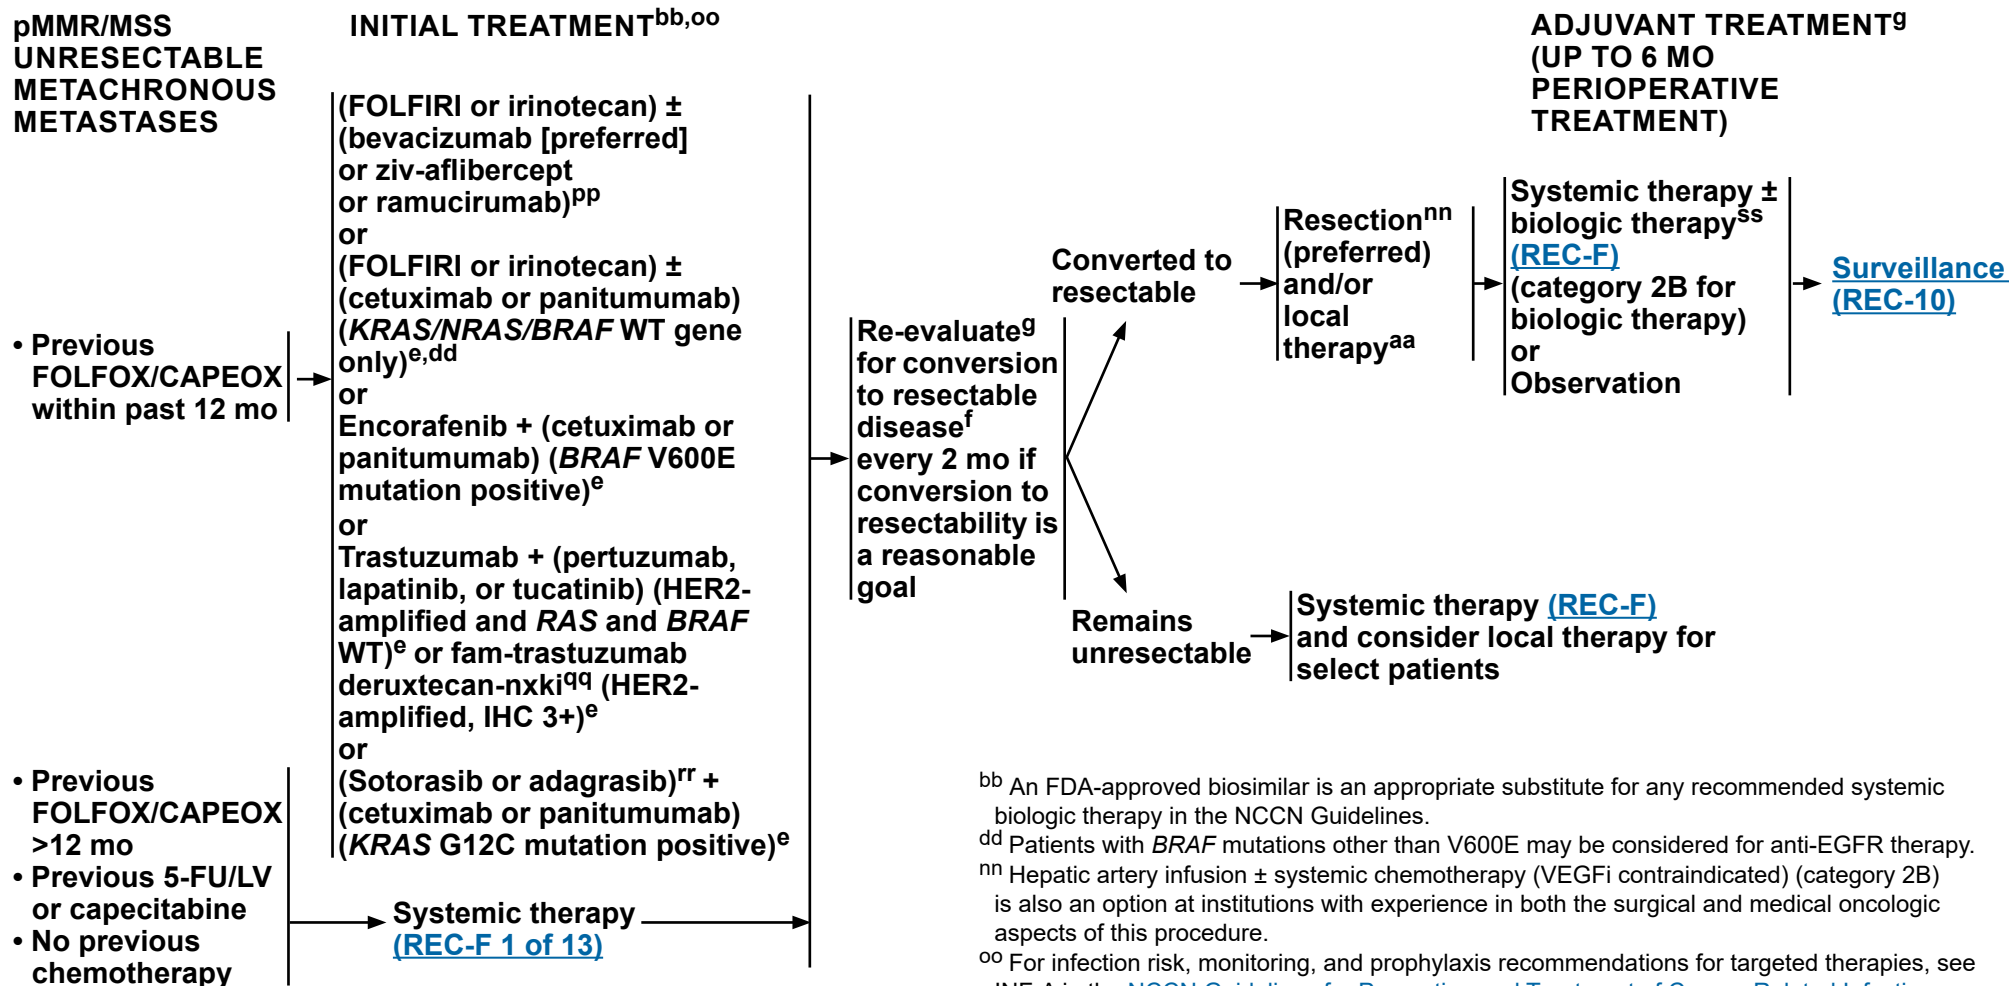 pMMR/MSS
UNRESECTABLE
METACHRONOUS
METASTASES
INITIAL TREATMENTbb,oo
ADJUVANT TREATMENTg
(UP TO 6 MO
PERIOPERATIVE
TREATMENT)
• Previous
FOLFOX/CAPEOX
within past 12 mo
(FOLFIRI or irinotecan) ±
(bevacizumab [preferred]
or ziv-aflibercept
or ramucirumab)pp
or
(FOLFIRI or irinotecan) ±
(cetuximab or panitumumab)
(KRAS/NRAS/BRAF WT gene
only)e,dd
or
Encorafenib + (cetuximab or
panitumumab) (BRAF V600E
mutation positive)e
or
Trastuzumab + (pertuzumab,
lapatinib, or tucatinib) (HER2-
amplified and RAS and BRAF
WT)e or fam-trastuzumab
deruxtecan-nxkiqq (HER2-
amplified, IHC 3+)e
or
(Sotorasib or adagrasib)rr +
(cetuximab or panitumumab)
(KRAS G12C mutation positive)e
• Previous
FOLFOX/CAPEOX
>12 mo
• Previous 5-FU/LV
or capecitabine
• No previous
chemotherapy
Systemic therapy
(REC-F 1 of 13)
Re-evaluateg
for conversion
to resectable
diseasef
every 2 mo if
conversion to
resectability is
a reasonable
goal
Converted to
resectable
Resectionnn
(preferred)
and/or
local
therapyaa
Systemic therapy ±
biologic therapyss
(REC-F)
(category 2B for
biologic therapy)
or
Observation
Surveillance
(REC-10)
Remains
unresectable
Systemic therapy (REC-F)
and consider local therapy for
select patients
bb An FDA-approved biosimilar is an appropriate substitute for any recommended systemic
biologic therapy in the NCCN Guidelines.
dd Patients with BRAF mutations other than V600E may be considered for anti-EGFR therapy.
nn Hepatic artery infusion ± systemic chemotherapy (VEGFi contraindicated) (category 2B)
is also an option at institutions with experience in both the surgical and medical oncologic
aspects of this procedure.
oo For infection risk, monitoring, and prophylaxis recommendations for targeted therapies, see